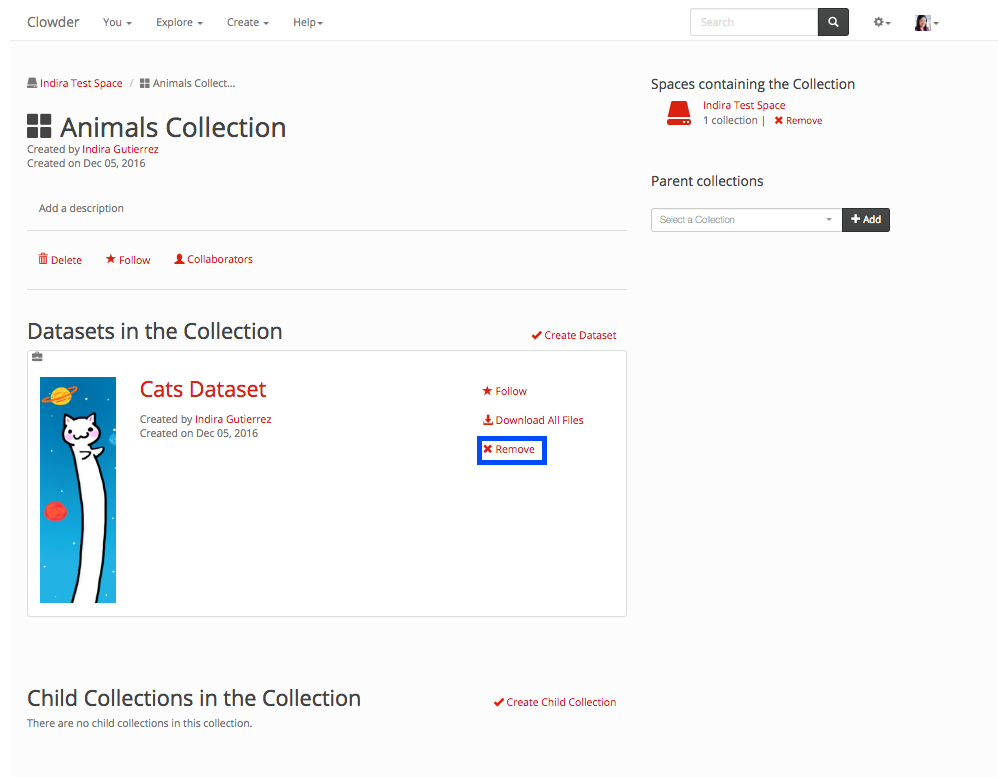 Clowder You Explore Create Help Search
Indira Test Space / Animals Collect...
Animals Collection
Created by Indira Gutierrez
Created on Dec 05, 2016
Add a description
Delete Follow Collaborators
Datasets in the Collection
Create Dataset
Cats Dataset
Created by Indira Gutierrez
Created on Dec 05, 2016
Follow
Download All Files
Remove
Child Collections in the Collection
Create Child Collection
There are no child collections in this collection.
Spaces containing the Collection
Indira Test Space
1 collection | Remove
Parent collections
Select a Collection Add